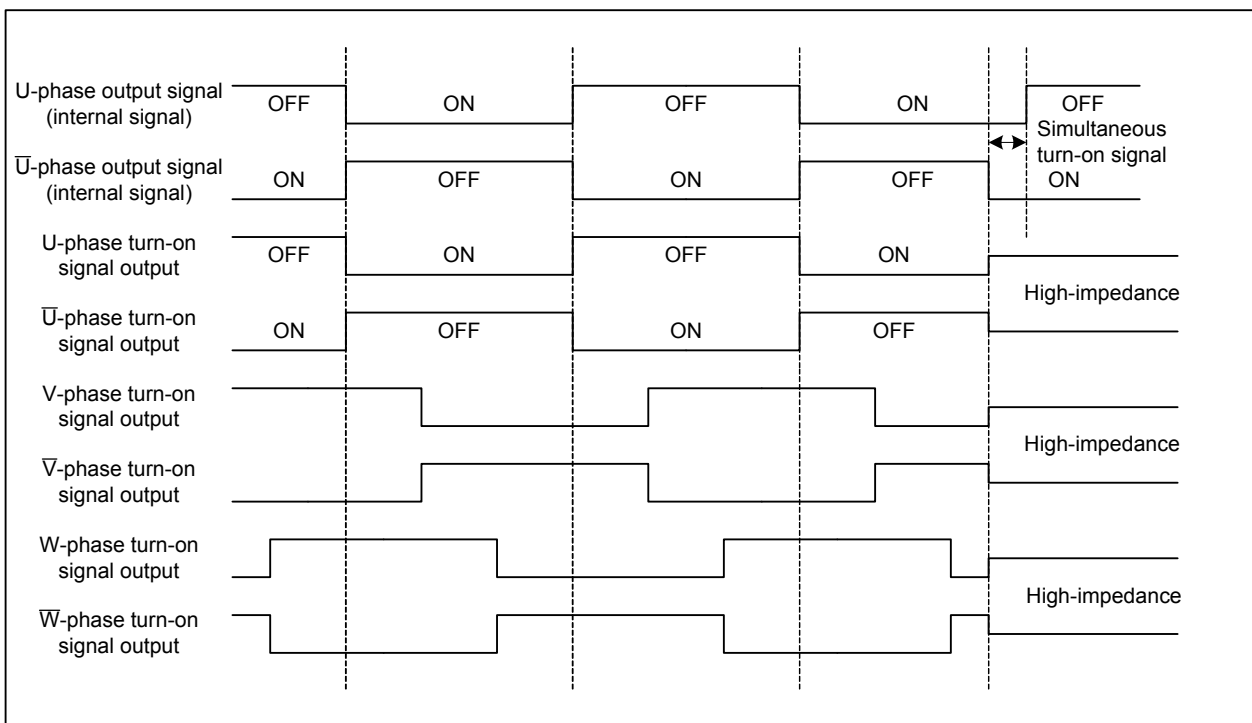 U-phase output signal
(internal signal)
OFF
ON
OFF
ON
OFF
Simultaneous
turn-on signal
U̅-phase output signal
(internal signal)
ON
OFF
ON
OFF
ON
U-phase turn-on
signal output
OFF
ON
OFF
ON
High-impedance
U̅-phase turn-on
signal output
ON
OFF
ON
OFF
V-phase turn-on
signal output
High-impedance
V̅-phase turn-on
signal output
W-phase turn-on
signal output
High-impedance
W̅-phase turn-on
signal output